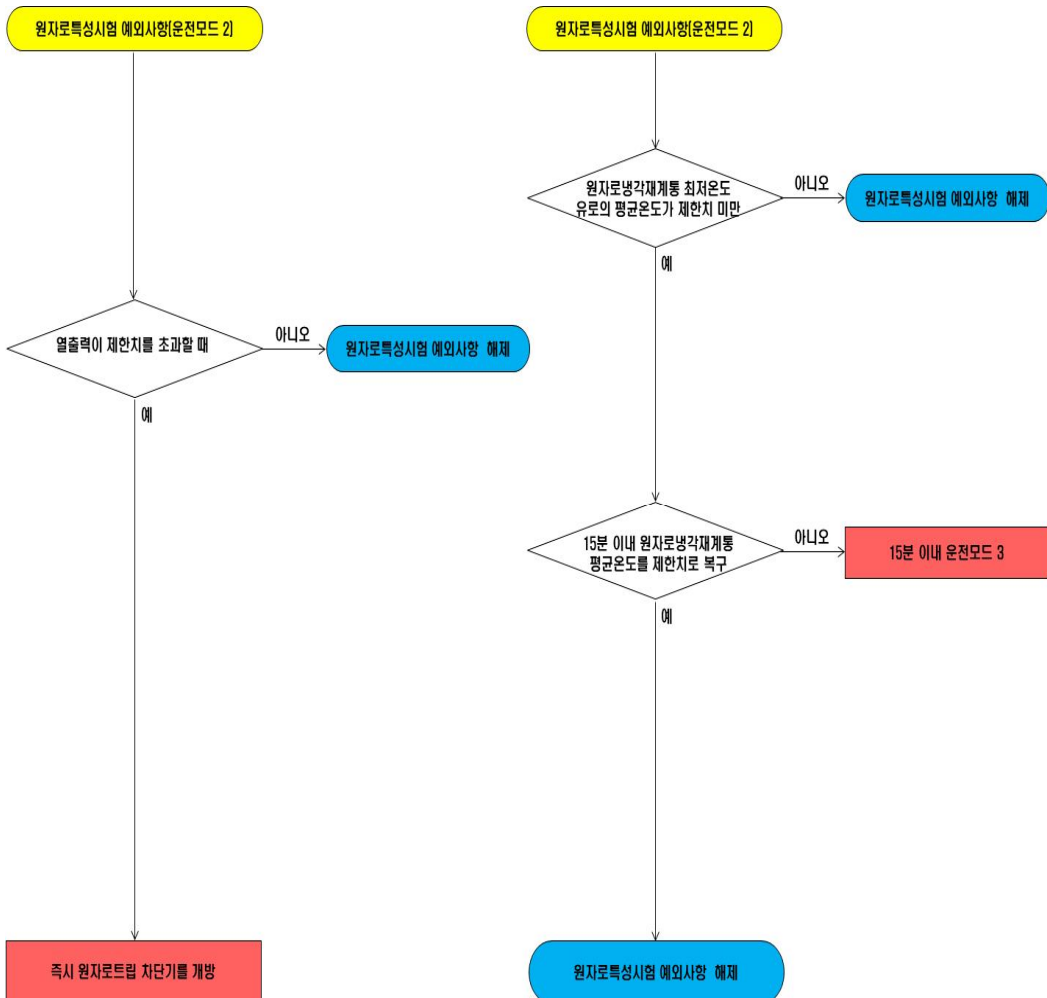 원자로특성시험 예외사항(운전모드 2)
열출력이 제한치를 초과할 때
아니오
원자로특성시험 예외사항 해제
예
즉시 원자로트립 차단기를 개방
원자로특성시험 예외사항(운전모드 2)
원자로냉각재계통 최저온도
유로의 평균온도가 제한치 미만
아니오
원자로특성시험 예외사항 해제
예
15분 이내 원자로냉각재계통
평균온도를 제한치로 복구
아니오
15분 이내 운전모드 3
예
원자로특성시험 예외사항 해제